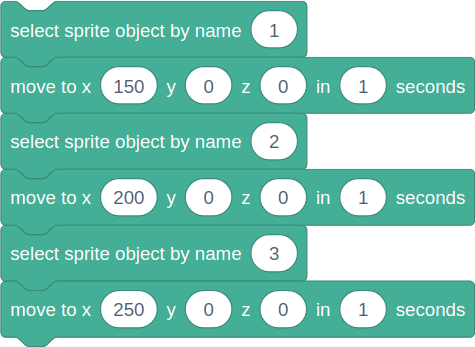 select sprite object by name 1
move to x 150 y 0 z 0 in 1 seconds
select sprite object by name 2
move to x 200 y 0 z 0 in 1 seconds
select sprite object by name 3
move to x 250 y 0 z 0 in 1 seconds